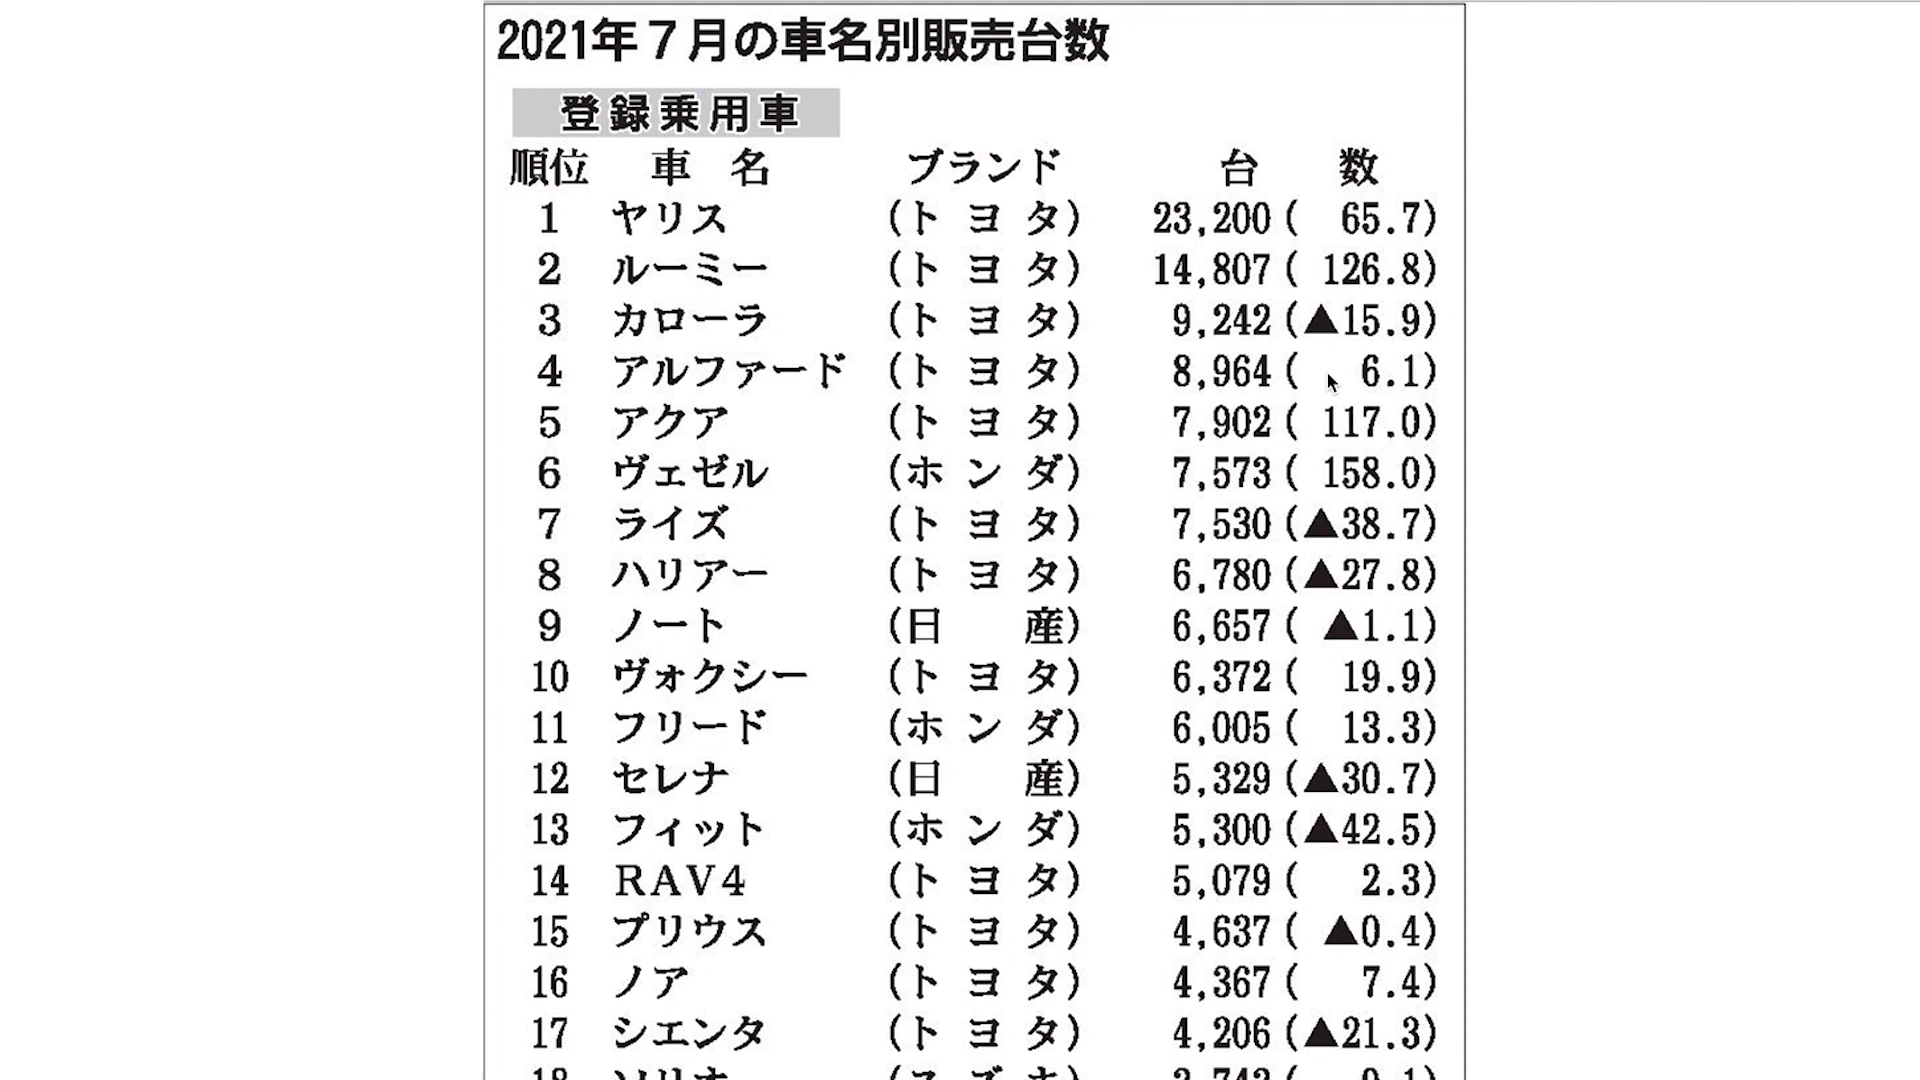 2021年７月の車名別販売台数
登録乗用車
順位 車名 ブランド 台数
1 ヤリス (トヨタ) 23,200 ( 65.7)
2 ルーミー (トヨタ) 14,807 ( 126.8)
3 カローラ (トヨタ) 9,242 (▲15.9)
4 アルファード (トヨタ) 8,964 ( 6.1)
5 アクア (トヨタ) 7,902 ( 117.0)
6 ヴェゼル (ホンダ) 7,573 ( 158.0)
7 ライズ (トヨタ) 7,530 (▲38.7)
8 ハリアー (トヨタ) 6,780 (▲27.8)
9 ノート (日産) 6,657 ( ▲1.1)
10 ヴォクシー (トヨタ) 6,372 ( 19.9)
11 フリード (ホンダ) 6,005 ( 13.3)
12 セレナ (日産) 5,329 (▲30.7)
13 フィット (ホンダ) 5,300 (▲42.5)
14 ＲＡＶ４ (トヨタ) 5,079 ( 2.3)
15 プリウス (トヨタ) 4,637 ( ▲0.4)
16 ノア (トヨタ) 4,367 ( 7.4)
17 シエンタ (トヨタ) 4,206 (▲21.3)